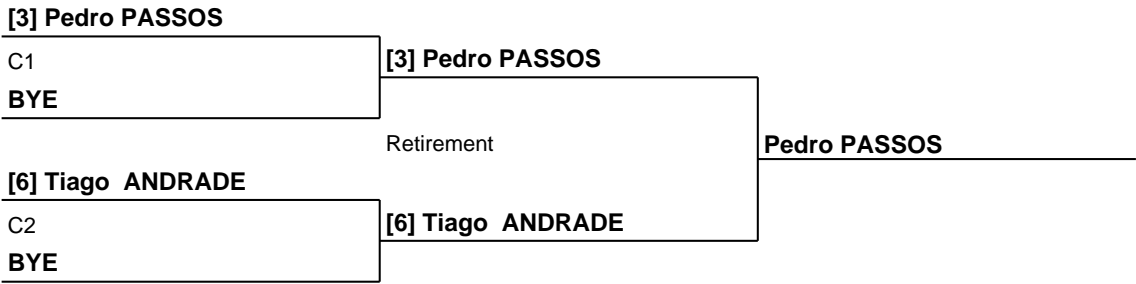 [3] Pedro PASSOS
C1
[3] Pedro PASSOS
BYE
Retirement
Pedro PASSOS
[6] Tiago  ANDRADE
C2
[6] Tiago  ANDRADE
BYE